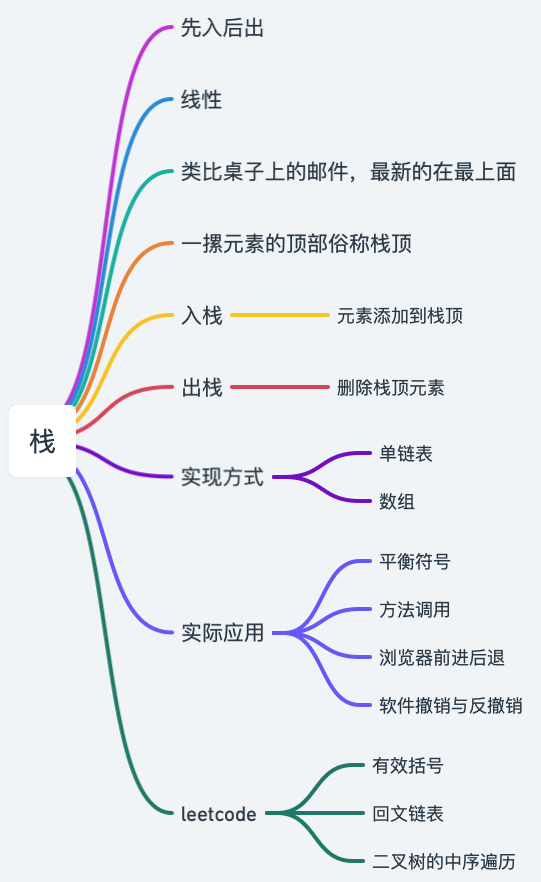 栈
先入后出
线性
类比桌子上的邮件，最新的在最上面
一摞元素的顶部俗称栈顶
入栈
元素添加到栈顶
出栈
删除栈顶元素
实现方式
单链表
数组
实际应用
平衡符号
方法调用
浏览器前进后退
软件撤销与反撤销
leetcode
有效括号
回文链表
二叉树的中序遍历